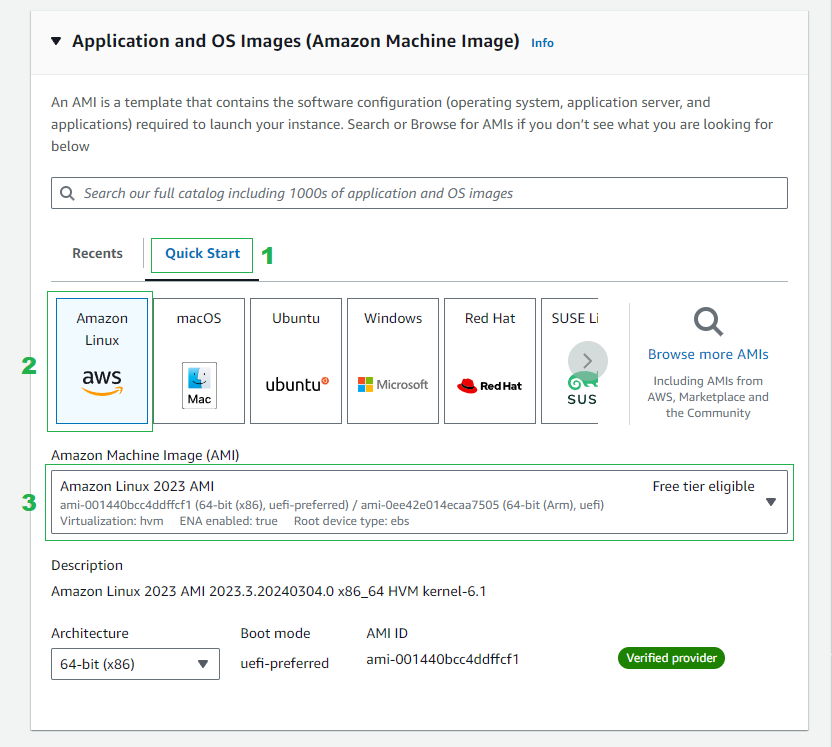 Application and OS Images (Amazon Machine Image) Info
An AMI is a template that contains the software configuration (operating system, application server, and
applications) required to launch your instance. Search or Browse for AMIs if you don't see what you are looking for
below
Search our full catalog including 1000s of application and OS images
Recents
Quick Start
1
2
Amazon
Linux
aws
macOS
Mac
Ubuntu
ubuntu
Windows
Microsoft
Red Hat
Red Hat
SUSE Li
SUS
Browse more AMIs
Including AMIs from
AWS, Marketplace and
the Community
Amazon Machine Image (AMI)
3
Amazon Linux 2023 AMI
Free tier eligible
ami-001440bcc4ddffcf1 (64-bit (x86), uefi-preferred) / ami-0ee42e014ecaa7505 (64-bit (Arm), uefi)
Virtualization: hvm ENA enabled: true Root device type: ebs
Description
Amazon Linux 2023 AMI 2023.3.20240304.0 x86_64 HVM kernel-6.1
Architecture
64-bit (x86)
Boot mode
uefi-preferred
AMI ID
ami-001440bcc4ddffcf1
Verified provider